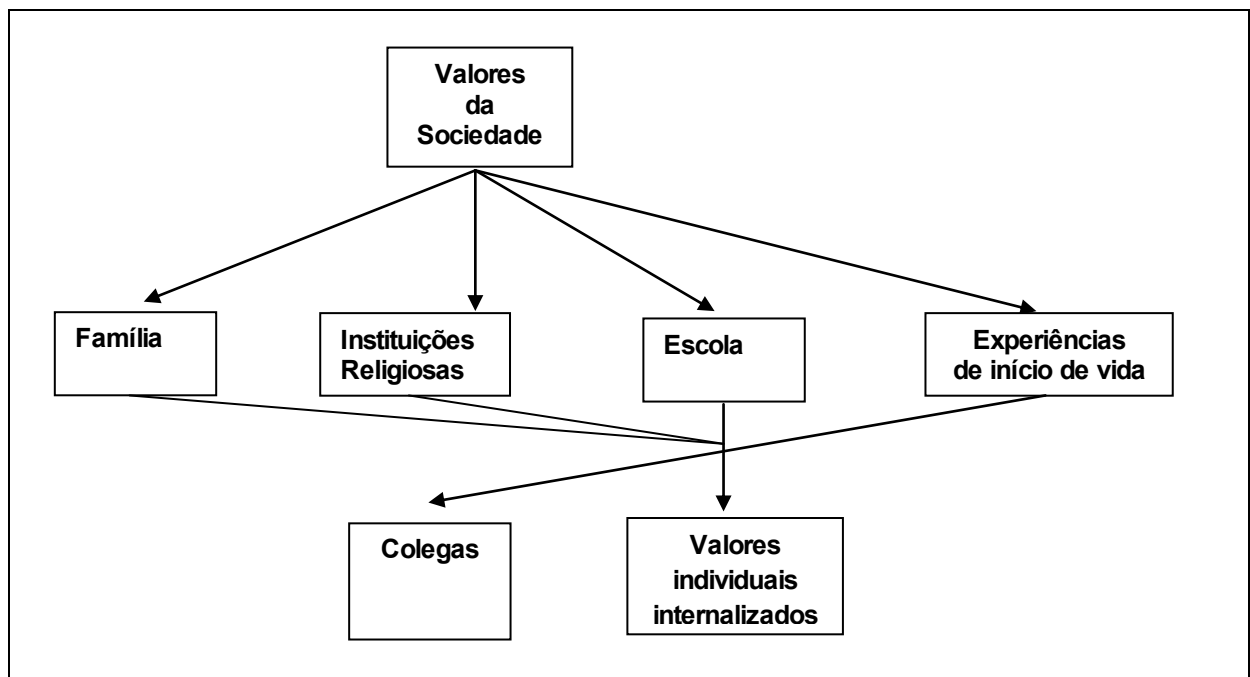 Valores
da
Sociedade
Família
Instituições
Religiosas
Escola
Experiências
de início de vida
Colegas
Valores
individuais
internalizados